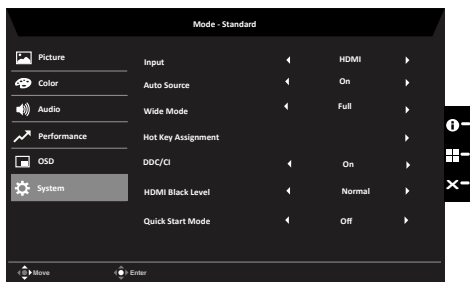 Mode - Standard
Picture
Color
Audio
Performance
OSD
System
Input HDMI
Auto Source On
Wide Mode Full
Hot Key Assignment
DDC/CI On
HDMI Black Level Normal
Quick Start Mode Off
Move Enter